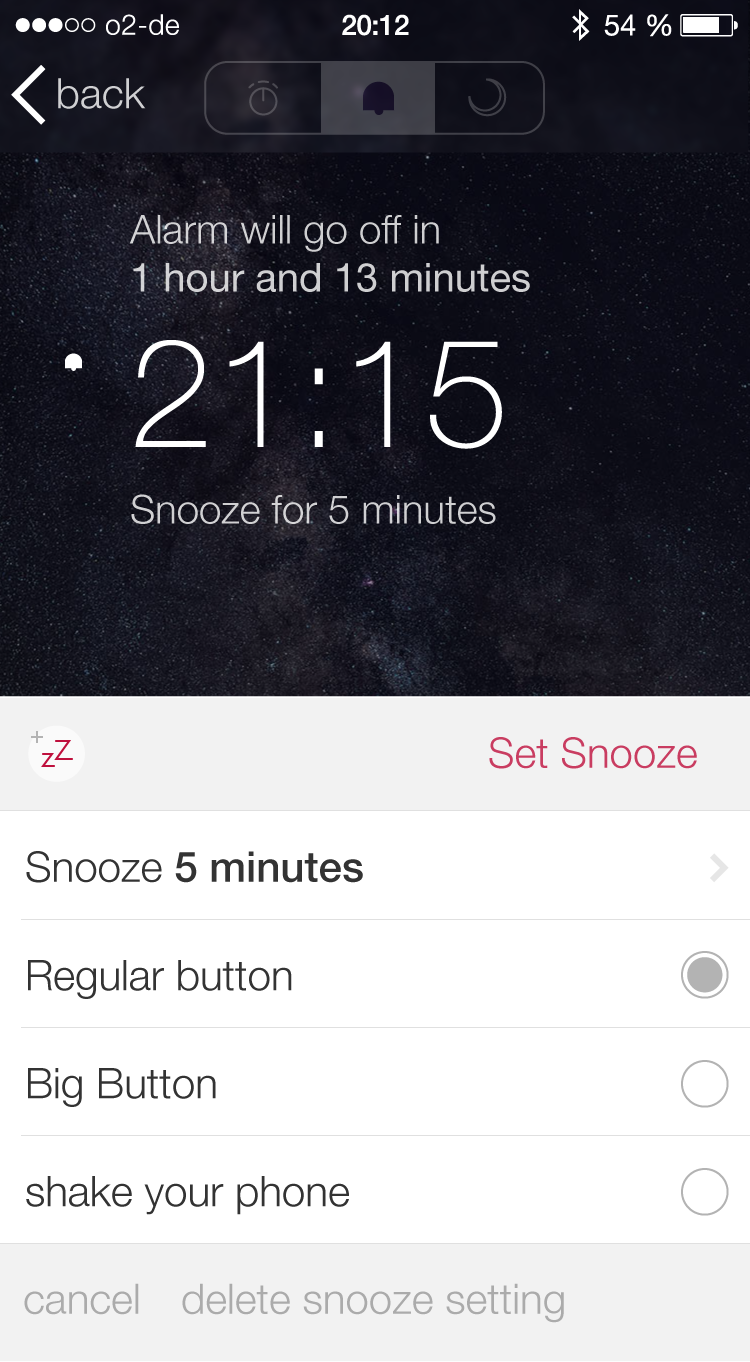 o2-de 20:12 54 %
back
Alarm will go off in
1 hour and 13 minutes
21:15
Snooze for 5 minutes
+zZ Set Snooze
Snooze 5 minutes
Regular button
Big Button
shake your phone
cancel delete snooze setting